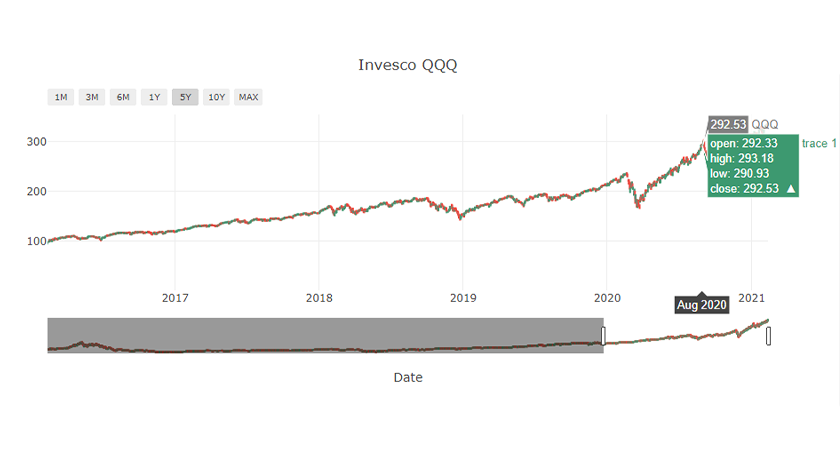 Invesco QQQ
1M 3M 6M 1Y 5Y 10Y MAX
292.53 QQQ
open: 292.33 trace 1
high: 293.18
low: 290.93
close: 292.53 ▲
300
200
100
2017 2018 2019 2020 2021
Aug 2020
Date